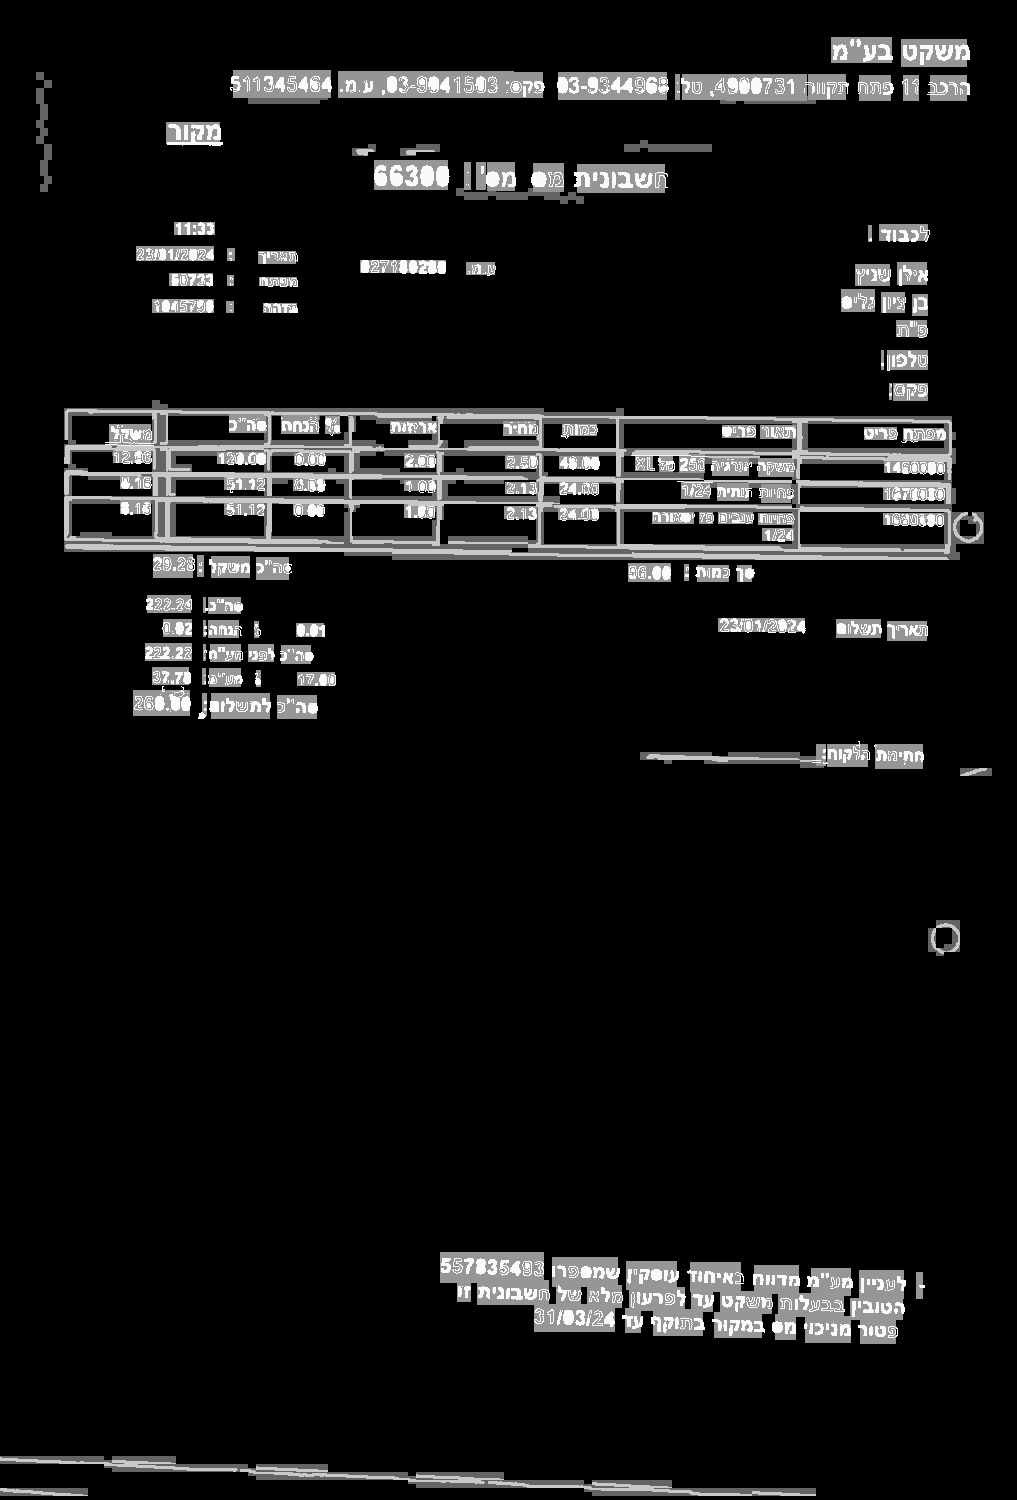 משקט בע"מ
הרכב 11 פתח תקווה 4900731, טל: 03-9344968 פקס: 03-9041503, ע.מ. 511345464
מקור
חשבונית מס מס' : 66300
לכבוד :
11:33
תאריך : 23/01/2024
ע.מ.
אילן שניץ
מפתח : 50733
בן ציון גליס
מזהה :
פ"ת
טלפון:
פקס:
מפתח פריט תאור פריט כמות מחיר אריזות % הנחה סה"כ משקל
משקה אנרגיה 250 מל XL 48.00 2.50 2.00 0.00 120.00 12.96
פחיות תותית 1/24 24.00 2.13 1.00 0.00 51.12 8.16
פחיות ענבים 24.00 2.13 1.00 0.00 51.12 8.16
1/24
סך כמות : 96.00 סה"כ משקל : 29.28
סה"כ: 222.24
תאריך תשלום 23/01/2024
0.01 % הנחה: 0.02
סה"כ לפני מע"מ: 222.22
17.00 % מע"מ: 37.78
סה"כ לתשלום: 260.00
חתימת הלקוח:
- לעניין מע"מ מדווח באיחוד עוסקין שמספרו 557835493
הטובין בבעלות משקט עד לפרעון מלא של חשבונית זו
פטור מניכוי מס במקור בתוקף עד 31/03/24